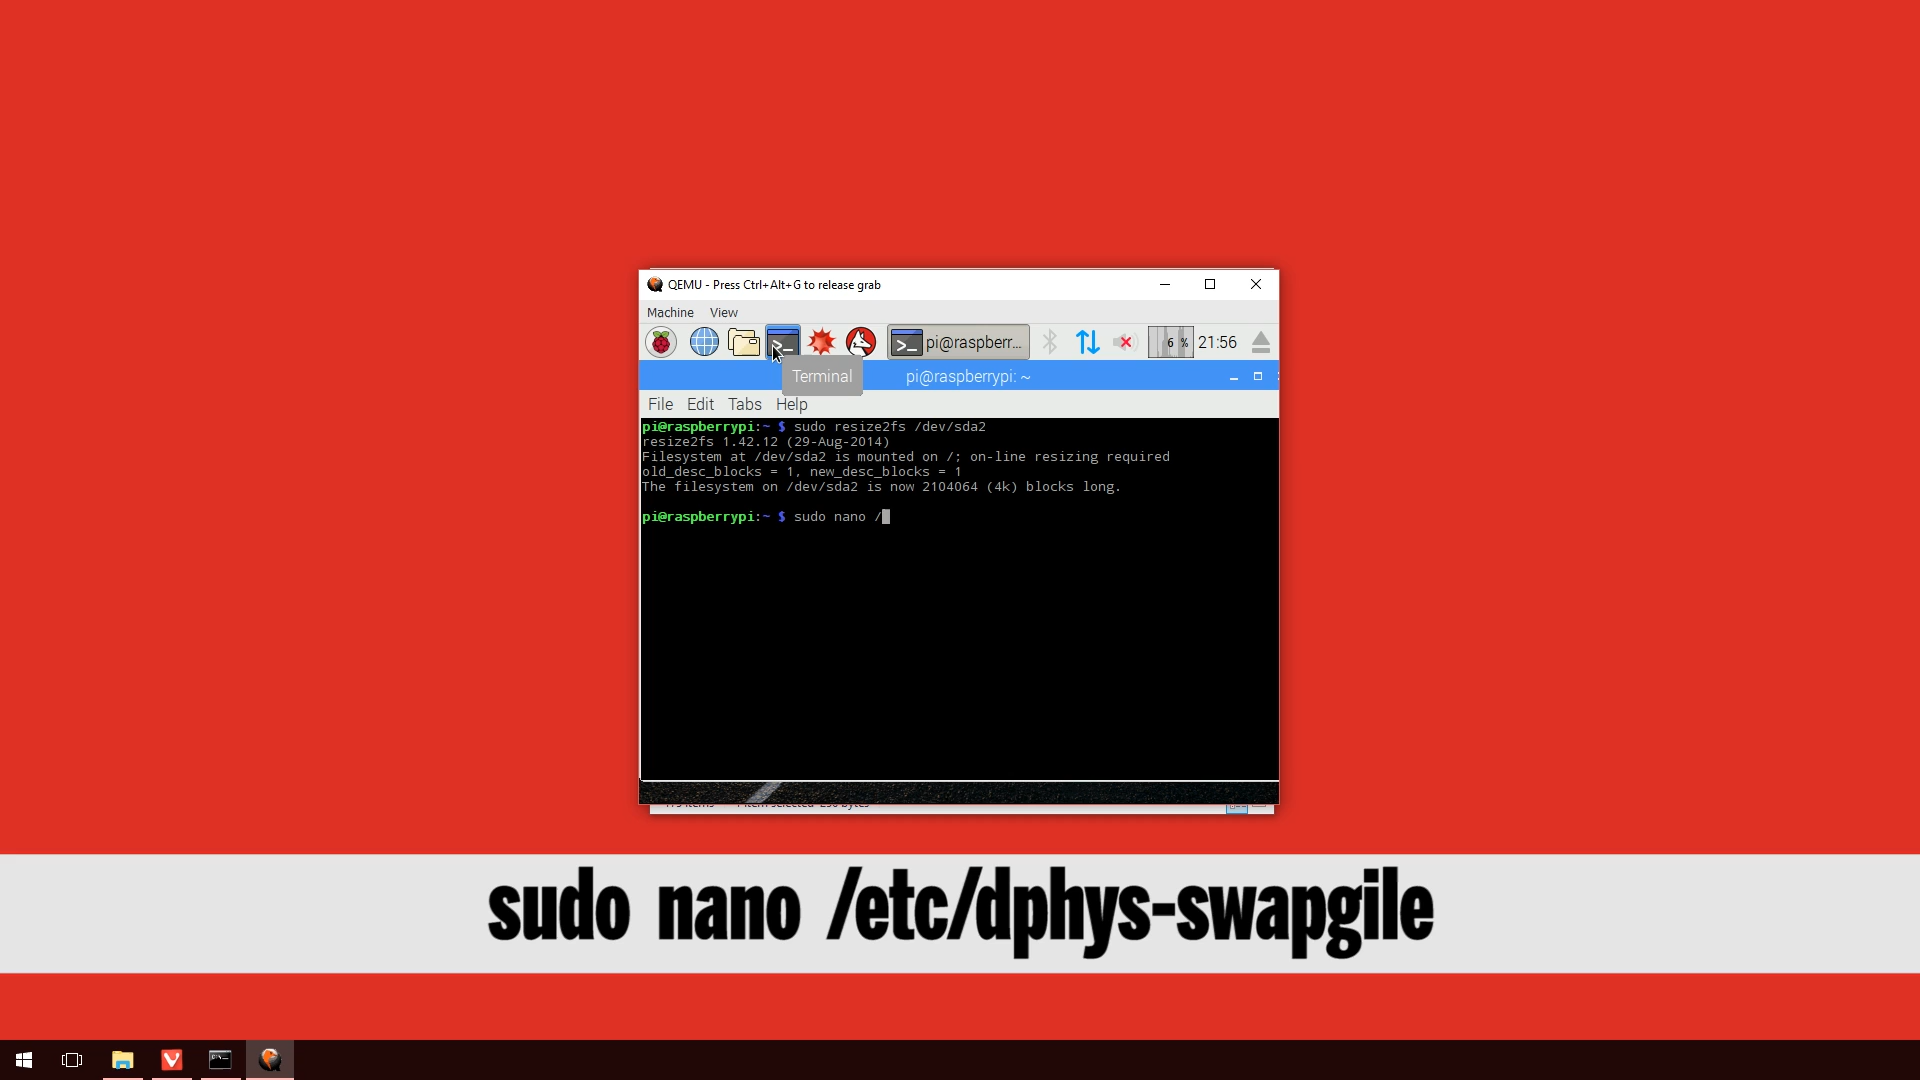 QEMU - Press Ctrl+Alt+G to release grab
Machine View
pi@raspberr... 6 % 21:56
Terminal
pi@raspberrypi: ~
File Edit Tabs Help
pi@raspberrypi:~ $ sudo resize2fs /dev/sda2
resize2fs 1.42.12 (29-Aug-2014)
Filesystem at /dev/sda2 is mounted on /; on-line resizing required
old_desc_blocks = 1, new_desc_blocks = 1
The filesystem on /dev/sda2 is now 2104064 (4k) blocks long.
pi@raspberrypi:~ $ sudo nano /
sudo nano /etc/dphys-swapgile